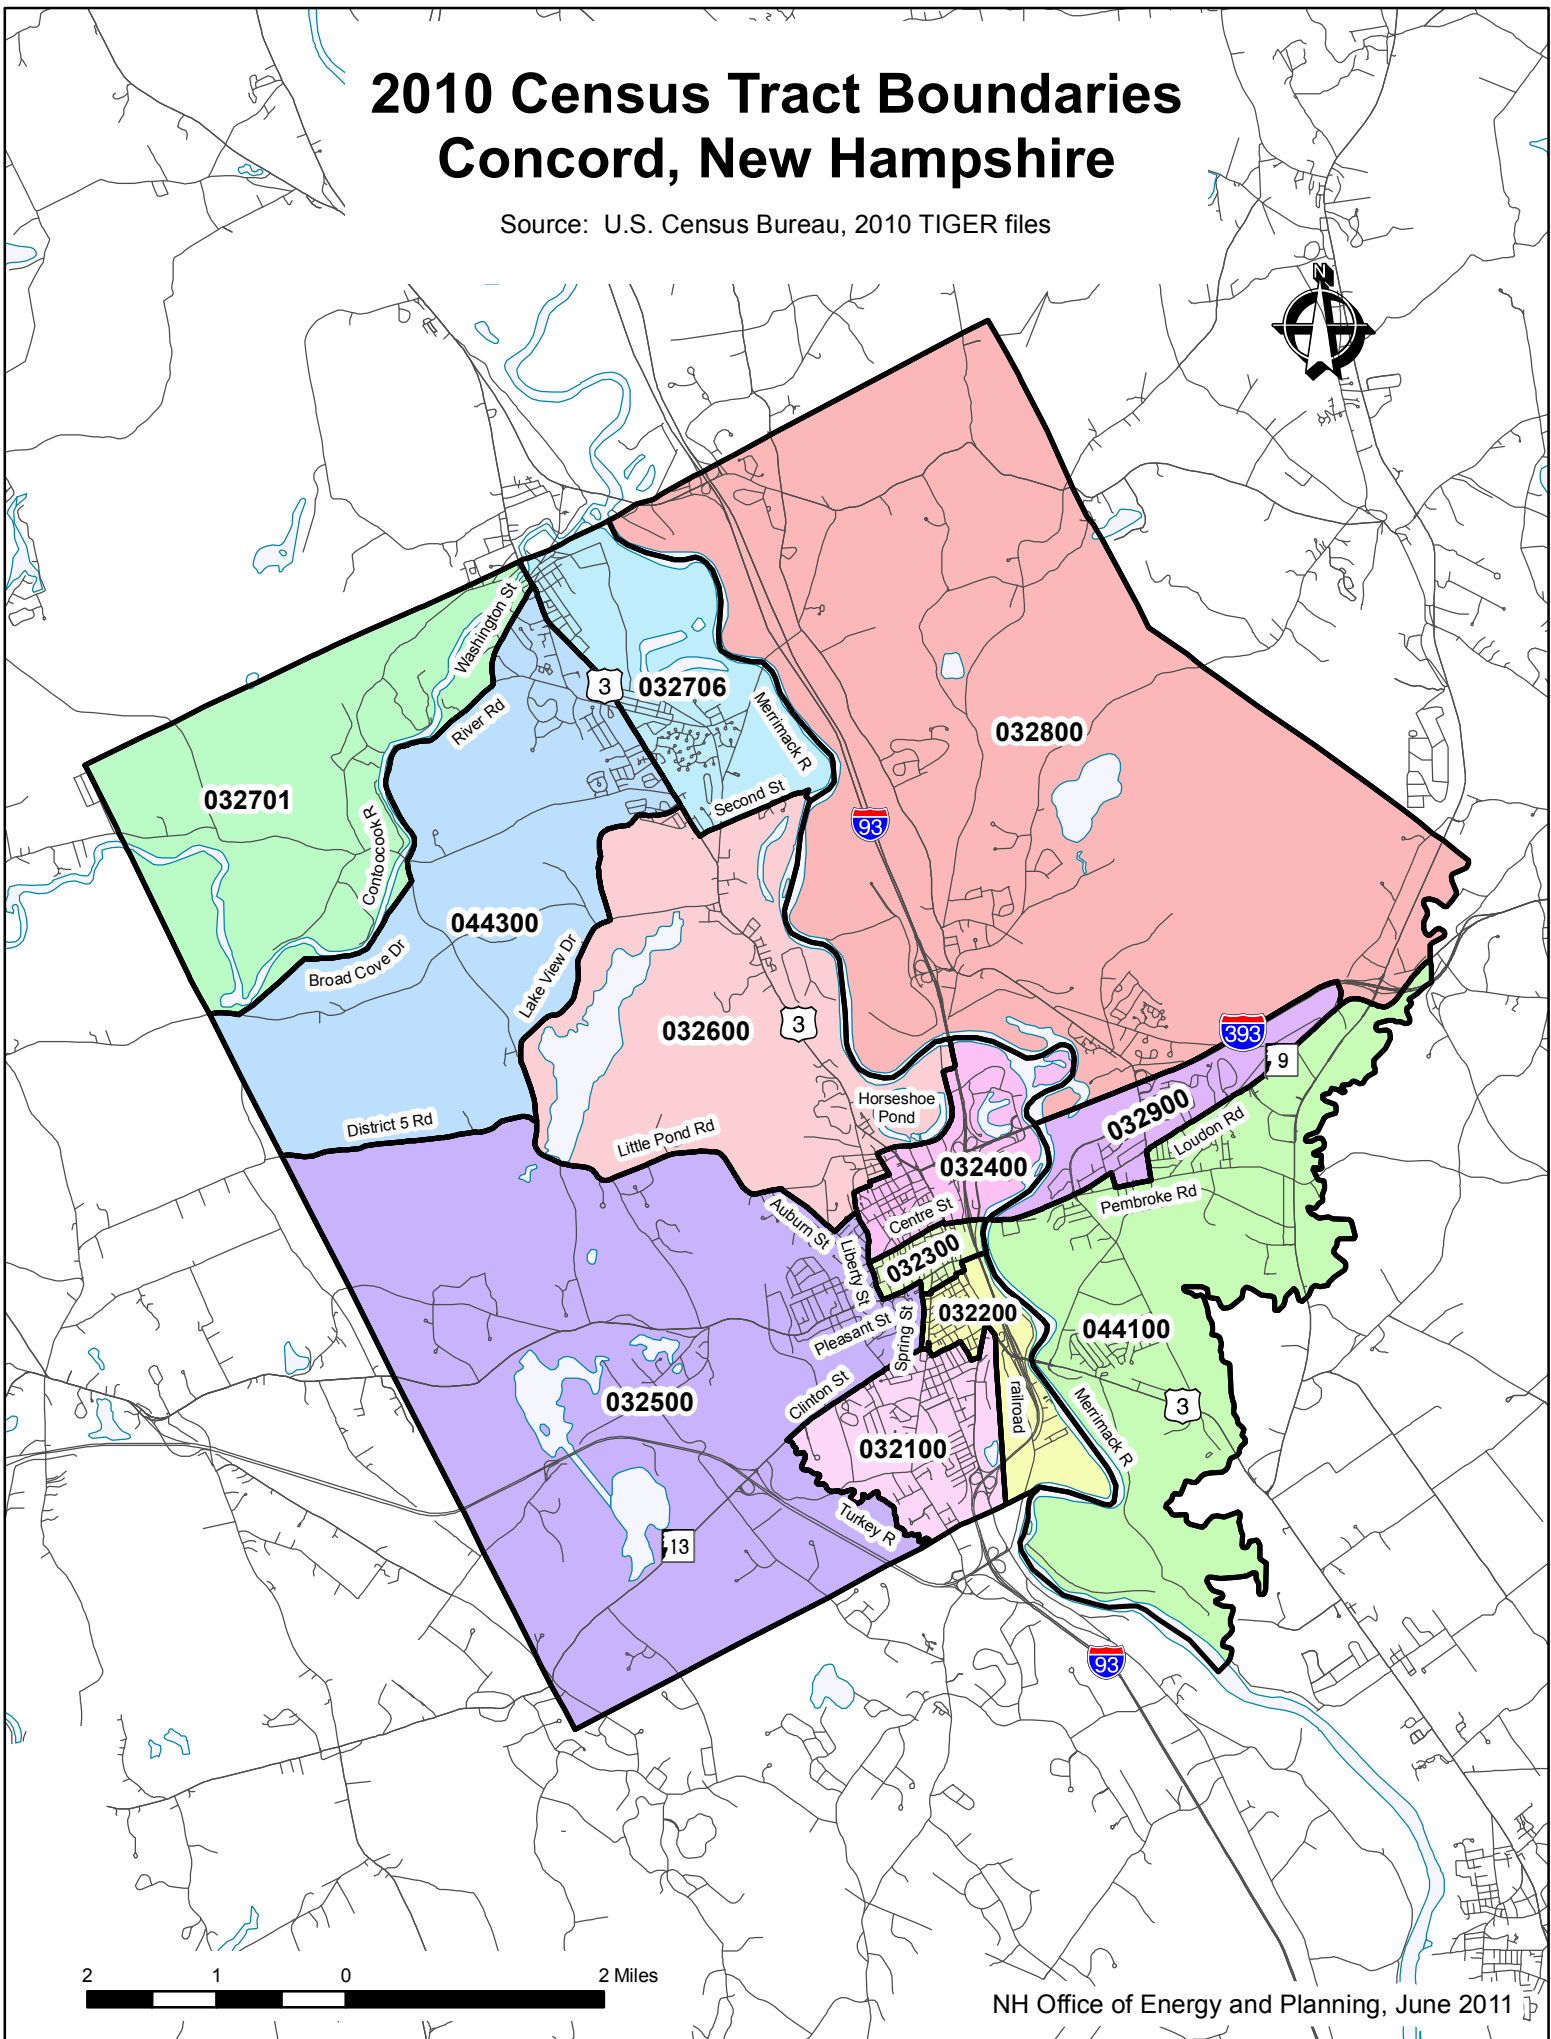 2010 Census Tract Boundaries
Concord, New Hampshire
Source: U.S. Census Bureau, 2010 TIGER files
N
Washington St
3
032706
River Rd
Merrimack R
032800
032701
Second St
Contoocook R
93
044300
Broad Cove Dr
Lake View Dr
032600
3
393
9
Horseshoe
Pond
032900
District 5 Rd
Little Pond Rd
Loudon Rd
032400
Pembroke Rd
Auburn St
Centre St
Liberty St
032300
032200
Pleasant St
Spring St
044100
032500
Clinton St
railroad
Merrimack R
3
032100
Turkey R
13
93
2 1 0 2 Miles
NH Office of Energy and Planning, June 2011